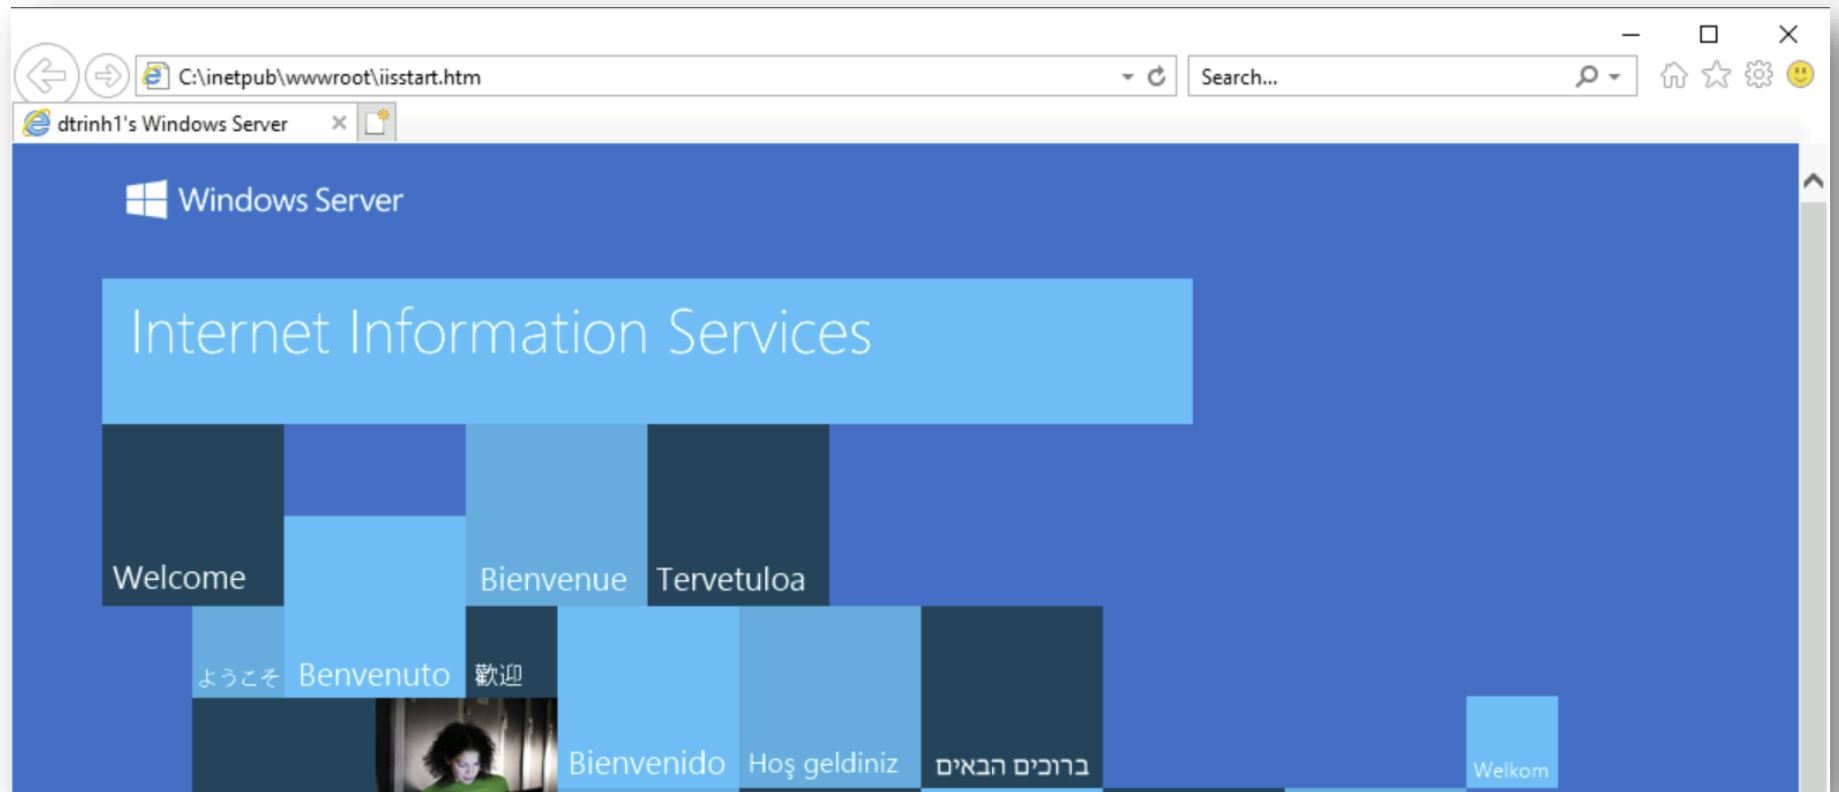 C:\inetpub\wwwroot\iisstart.htm
Search...
dtrinh1's Windows Server
Windows Server
Internet Information Services
Welcome
Bienvenue
Tervetuloa
ようこそ
Benvenuto
歡迎
Bienvenido
Hoş geldiniz
ברוכים הבאים
Welkom